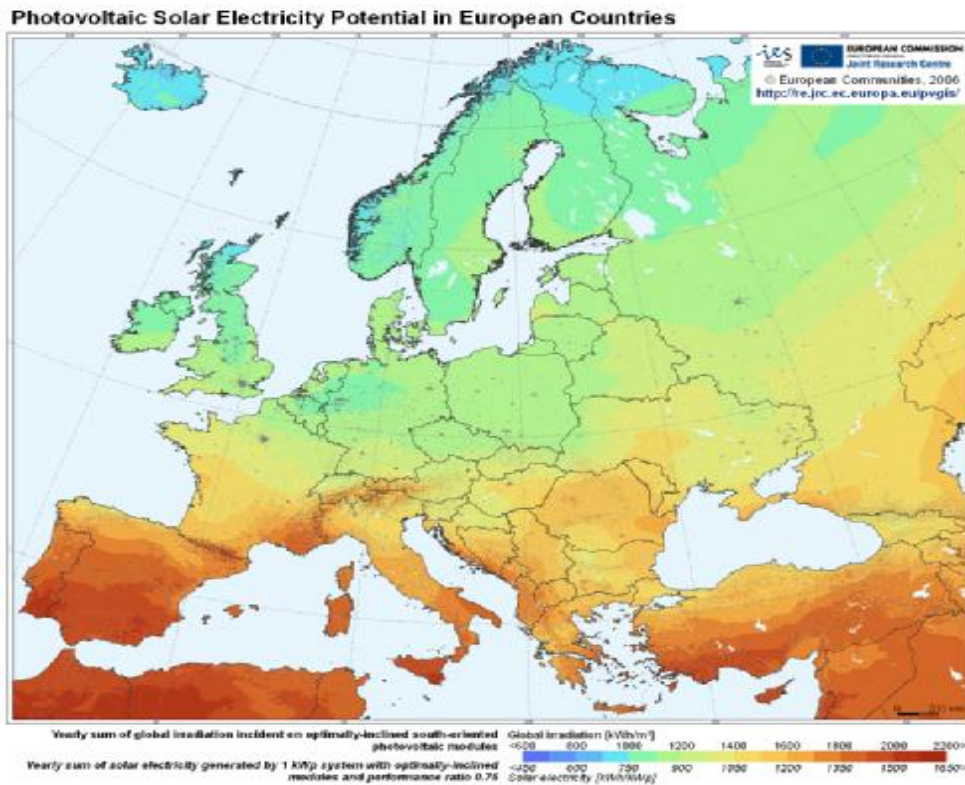 Photovoltaic Solar Electricity Potential in European Countries
ies
EUROPEAN COMMISSION
Joint Research Centre
© European Communities, 2006
http://re.jrc.ec.europa.eu/pvgis/
Yearly sum of global irradiation incident on optimally-inclined south-oriented
photovoltaic modules
Global irradiation [kWh/m²]
<600 800 1000 1200 1400 1600 1800 2000 2200>
Yearly sum of solar electricity generated by 1 kWp system with optimally-inclined
modules and performance ratio 0.75
<450 600 750 900 1050 1200 1350 1500 1650>
Solar electricity [kWh/kWp]